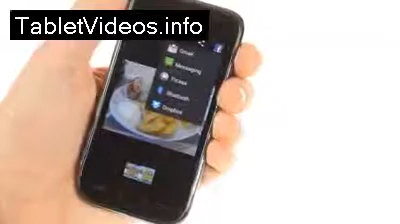 TabletVideos.info
Gmail
Messaging
Picasa
Bluetooth
Dropbox